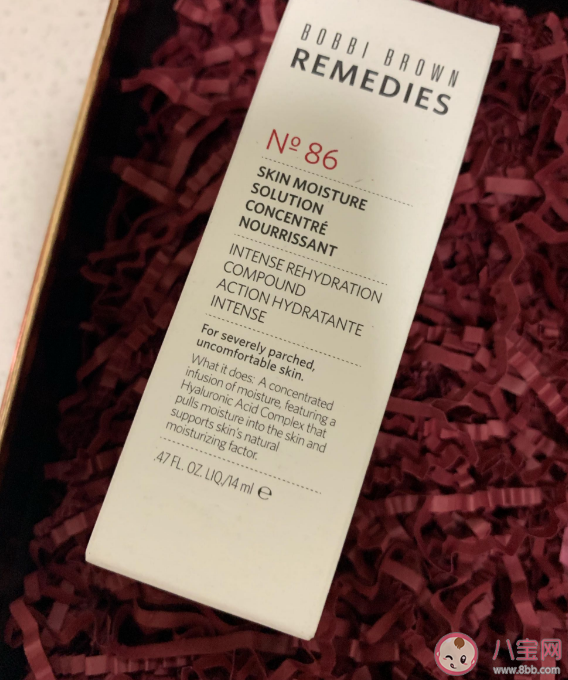 BOBBI BROWN
REMEDIES
Nº 86
SKIN MOISTURE
SOLUTION
CONCENTRÉ
NOURRISSANT
INTENSE REHYDRATION
COMPOUND
ACTION HYDRATANTE
INTENSE
For severely parched,
uncomfortable skin.
What it does: A concentrated
infusion of moisture, featuring a
Hyaluronic Acid Complex that
pulls moisture into the skin and
supports skin's natural
moisturizing factor.
.47 FL. OZ. LIQ./14 ml ℮
八宝网
www.8bb.com